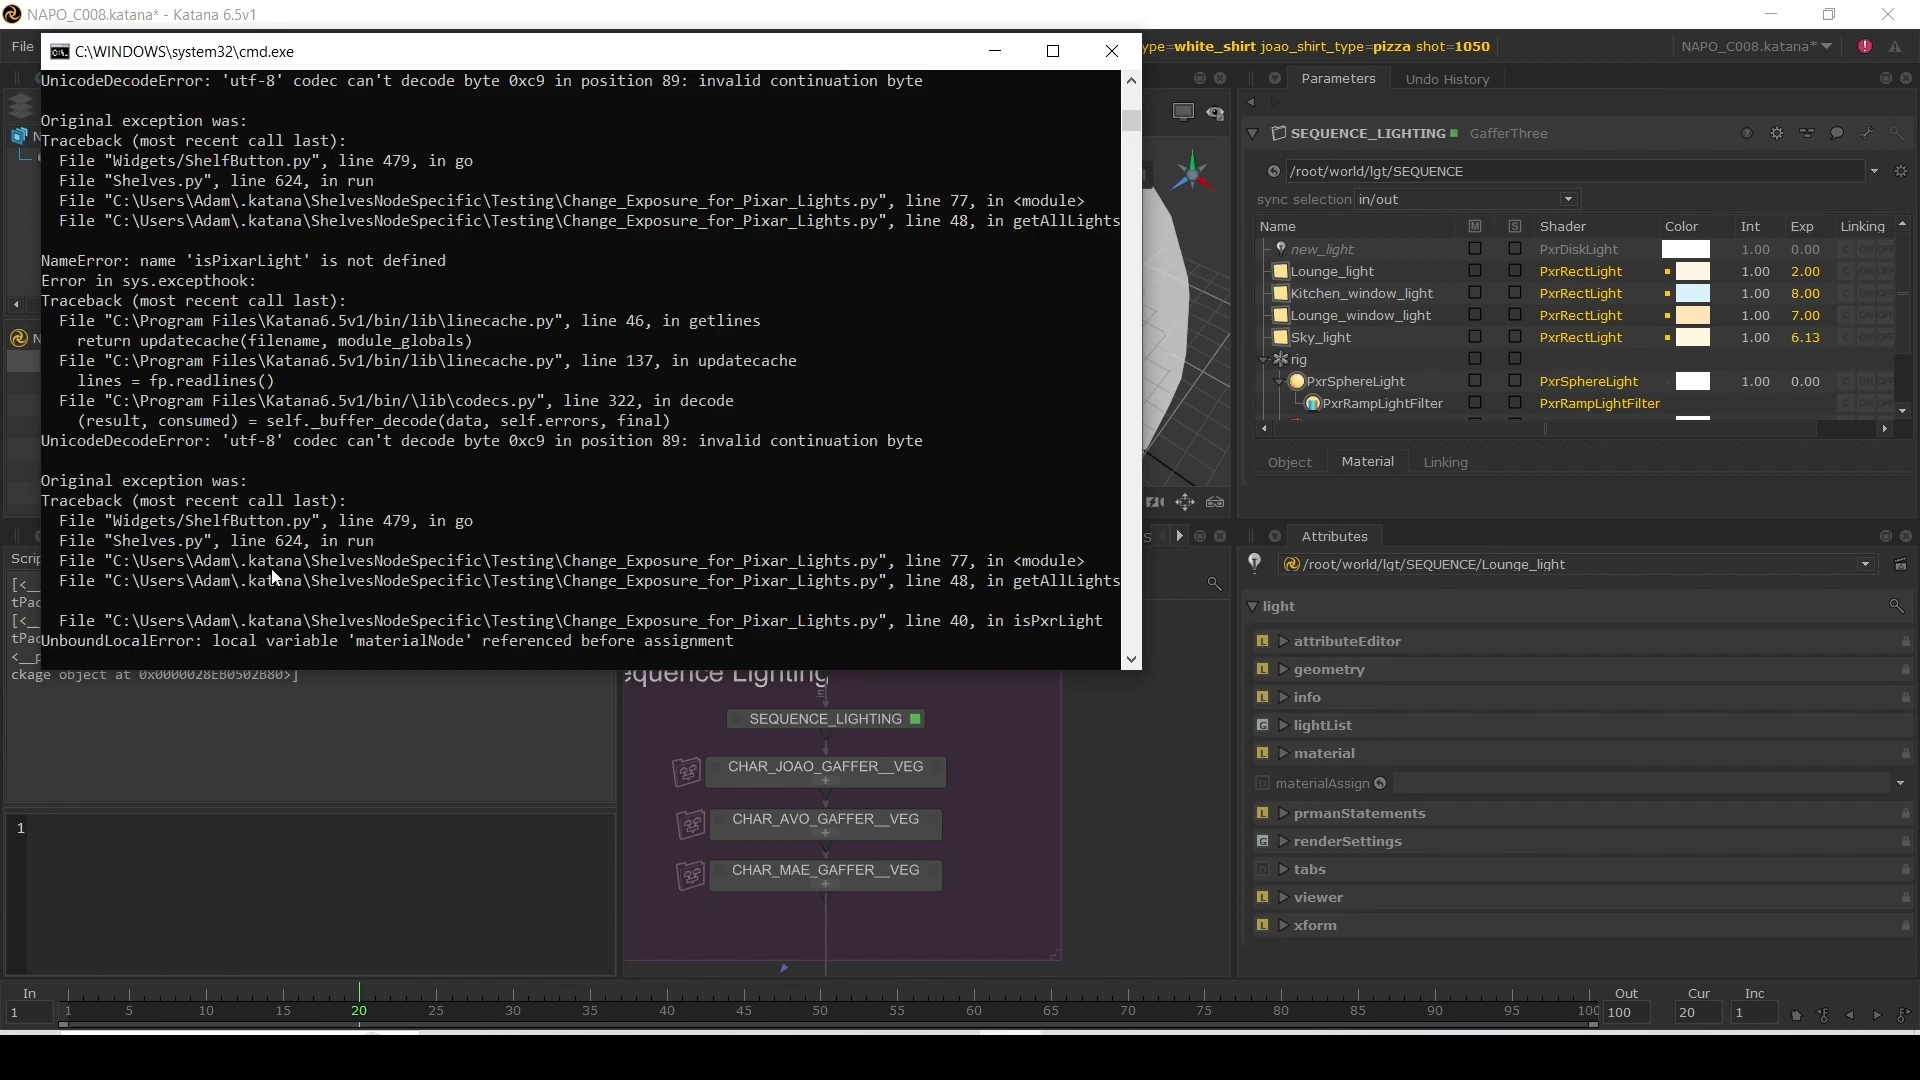 NAPO_C008.katana* - Katana 6.5v1
File
C:\WINDOWS\system32\cmd.exe
ype=white_shirt joao_shirt_type=pizza shot=1050
NAPO_C008.katana*
UnicodeDecodeError: 'utf-8' codec can't decode byte 0xc9 in position 89: invalid continuation byte
Original exception was:
Traceback (most recent call last):
File "Widgets/ShelfButton.py", line 479, in go
File "Shelves.py", line 624, in run
File "C:\Users\Adam\.katana\ShelvesNodeSpecific\Testing\Change_Exposure_for_Pixar_Lights.py", line 77, in <module>
File "C:\Users\Adam\.katana\ShelvesNodeSpecific\Testing\Change_Exposure_for_Pixar_Lights.py", line 48, in getAllLights
NameError: name 'isPixarLight' is not defined
Error in sys.excepthook:
Traceback (most recent call last):
File "C:\Program Files\Katana6.5v1/bin/lib\linecache.py", line 46, in getlines
return updatecache(filename, module_globals)
File "C:\Program Files\Katana6.5v1/bin/lib\linecache.py", line 137, in updatecache
lines = fp.readlines()
File "C:\Program Files\Katana6.5v1/bin/\lib\codecs.py", line 322, in decode
(result, consumed) = self._buffer_decode(data, self.errors, final)
UnicodeDecodeError: 'utf-8' codec can't decode byte 0xc9 in position 89: invalid continuation byte
Original exception was:
Traceback (most recent call last):
File "Widgets/ShelfButton.py", line 479, in go
File "Shelves.py", line 624, in run
File "C:\Users\Adam\.katana\ShelvesNodeSpecific\Testing\Change_Exposure_for_Pixar_Lights.py", line 77, in <module>
File "C:\Users\Adam\.katana\ShelvesNodeSpecific\Testing\Change_Exposure_for_Pixar_Lights.py", line 48, in getAllLights
File "C:\Users\Adam\.katana\ShelvesNodeSpecific\Testing\Change_Exposure_for_Pixar_Lights.py", line 40, in isPxrLight
UnboundLocalError: local variable 'materialNode' referenced before assignment
Scrip
[<__
tPac
[<__
tPac
<__p
ckage object at 0x0000028EB0502B80>]
1
equence Lighting
in
SEQUENCE_LIGHTING
CHAR_JOAO_GAFFER__VEG
CHAR_AVO_GAFFER__VEG
CHAR_MAE_GAFFER__VEG
Parameters Undo History
SEQUENCE_LIGHTING GafferThree
/root/world/lgt/SEQUENCE
sync selection in/out
Name M S Shader Color Int Exp Linking
new_light PxrDiskLight 1.00 0.00
Lounge_light PxrRectLight 1.00 2.00
Kitchen_window_light PxrRectLight 1.00 8.00
Lounge_window_light PxrRectLight 1.00 7.00
Sky_light PxrRectLight 1.00 6.13
rig
PxrSphereLight PxrSphereLight 1.00 0.00
PxrRampLightFilter PxrRampLightFilter
Object Material Linking
Attributes
/root/world/lgt/SEQUENCE/Lounge_light
light
L attributeEditor
L geometry
L info
G lightList
L material
D materialAssign
L prmanStatements
G renderSettings
D tabs
L viewer
L xform
In
1
1 5 10 15 20 25 30 35 40 45 50 55 60 65 70 75 80 85 90 95 100
Out Cur Inc
100 20 1